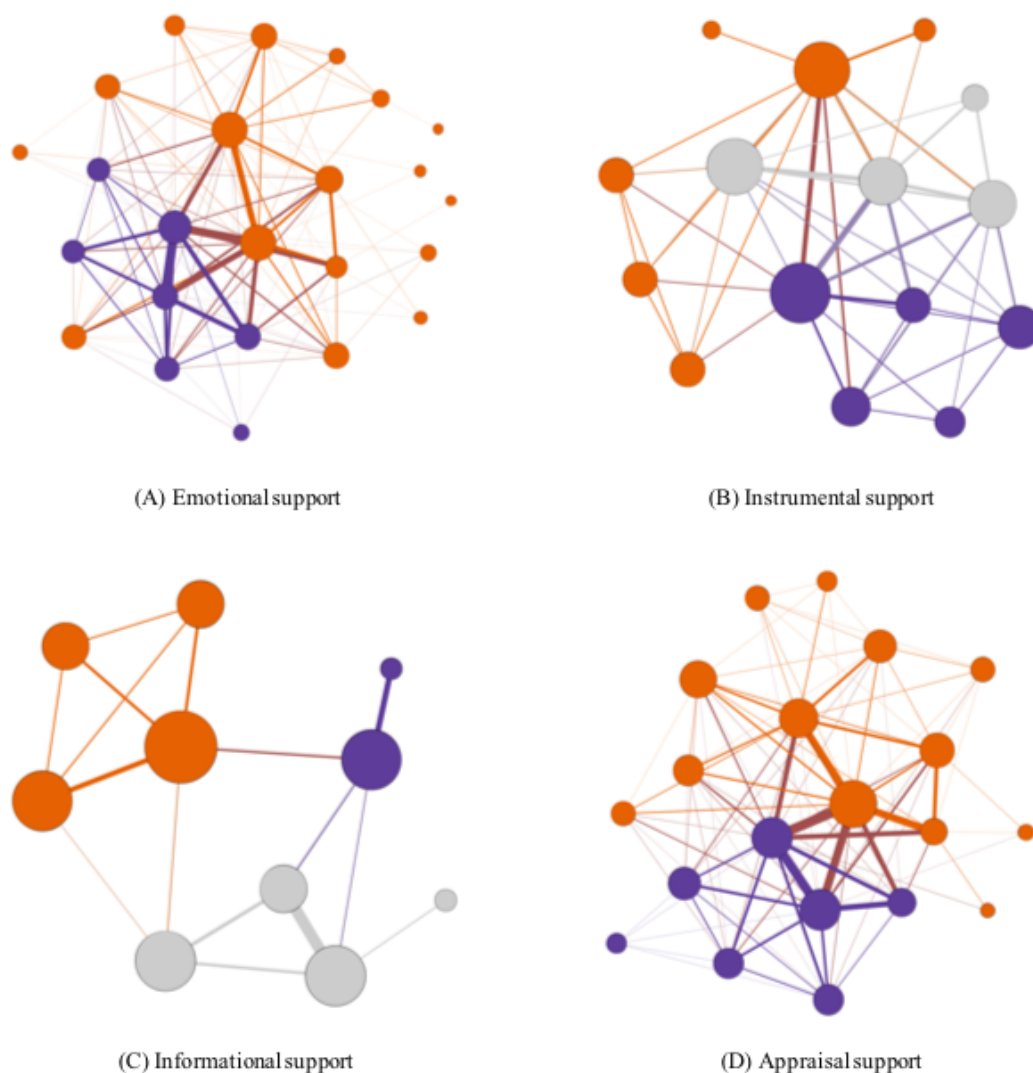 (A) Emotional support
(B) Instrumental support
(C) Informational support
(D) Appraisal support